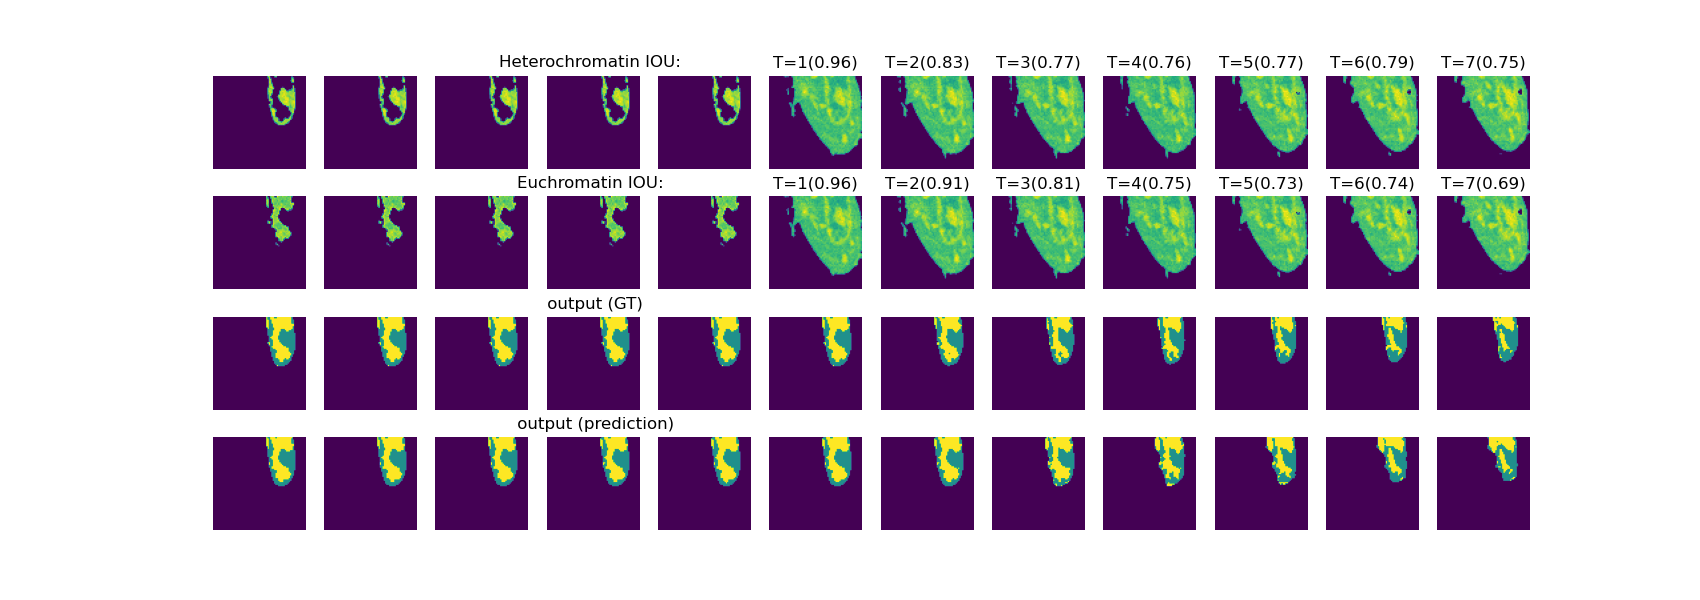 Heterochromatin IOU: T=1(0.96) T=2(0.83) T=3(0.77) T=4(0.76) T=5(0.77) T=6(0.79) T=7(0.75)
Euchromatin IOU: T=1(0.96) T=2(0.91) T=3(0.81) T=4(0.75) T=5(0.73) T=6(0.74) T=7(0.69)
output (GT)
output (prediction)